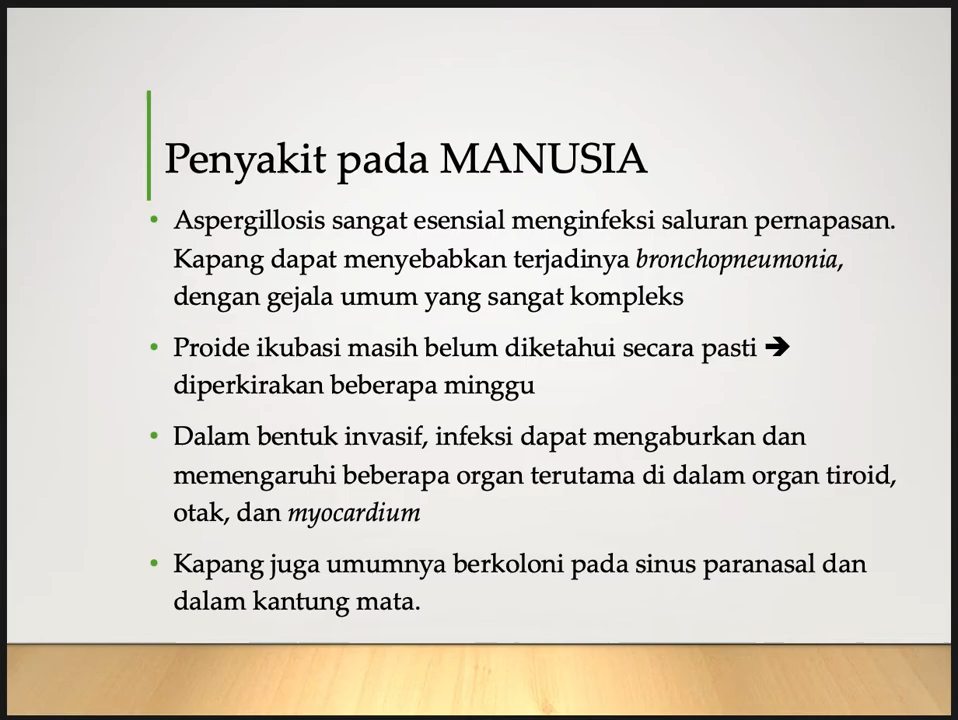 Penyakit pada MANUSIA
• Aspergillosis sangat esensial menginfeksi saluran pernapasan.
Kapang dapat menyebabkan terjadinya bronchopneumonia,
dengan gejala umum yang sangat kompleks
• Proide ikubasi masih belum diketahui secara pasti ➔
diperkirakan beberapa minggu
• Dalam bentuk invasif, infeksi dapat mengaburkan dan
memengaruhi beberapa organ terutama di dalam organ tiroid,
otak, dan myocardium
• Kapang juga umumnya berkoloni pada sinus paranasal dan
dalam kantung mata.